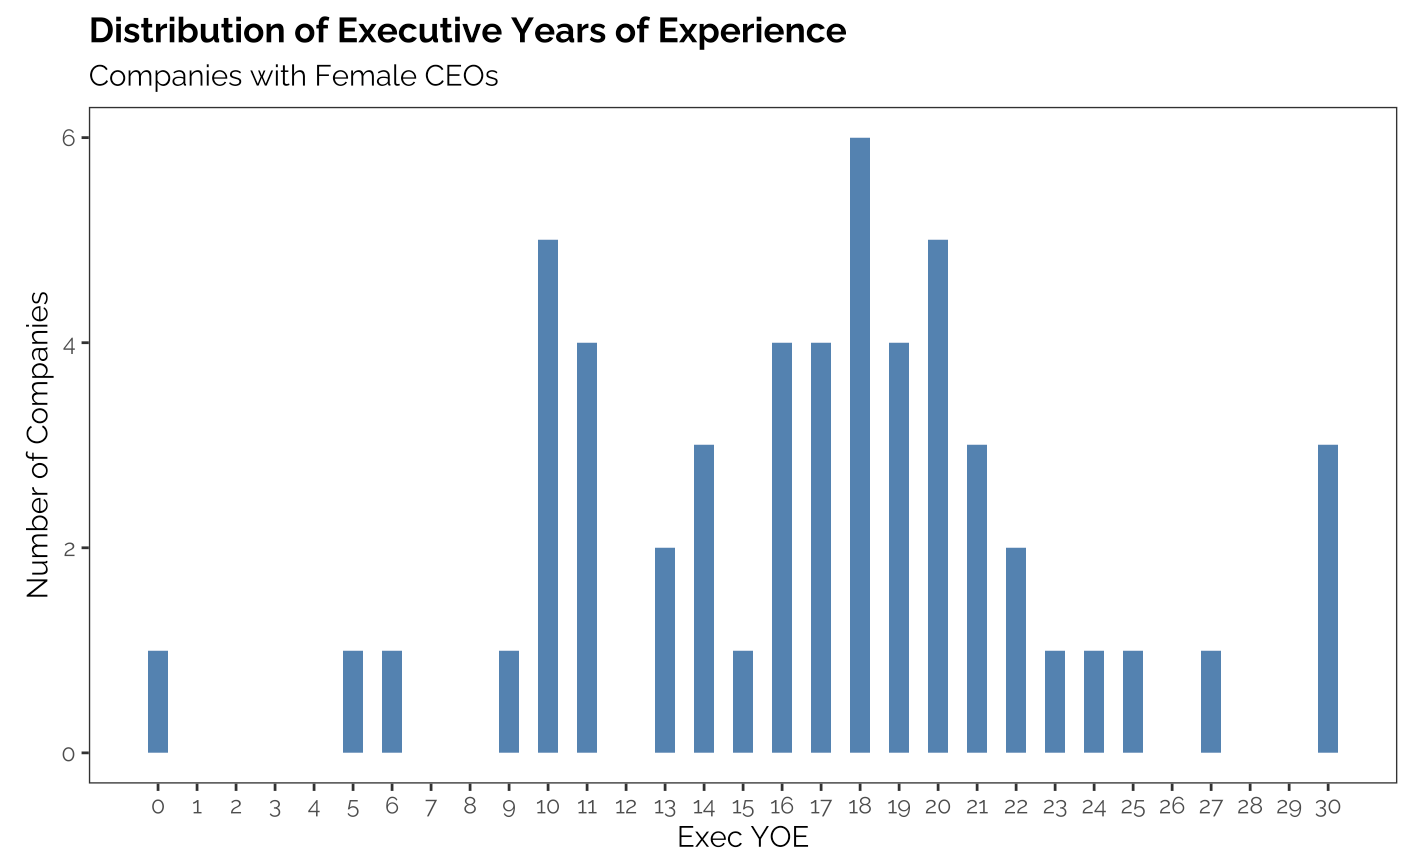 Distribution of Executive Years of Experience
Companies with Female CEOs
6
4
2
0
Number of Companies
0 1 2 3 4 5 6 7 8 9 10 11 12 13 14 15 16 17 18 19 20 21 22 23 24 25 26 27 28 29 30
Exec YOE